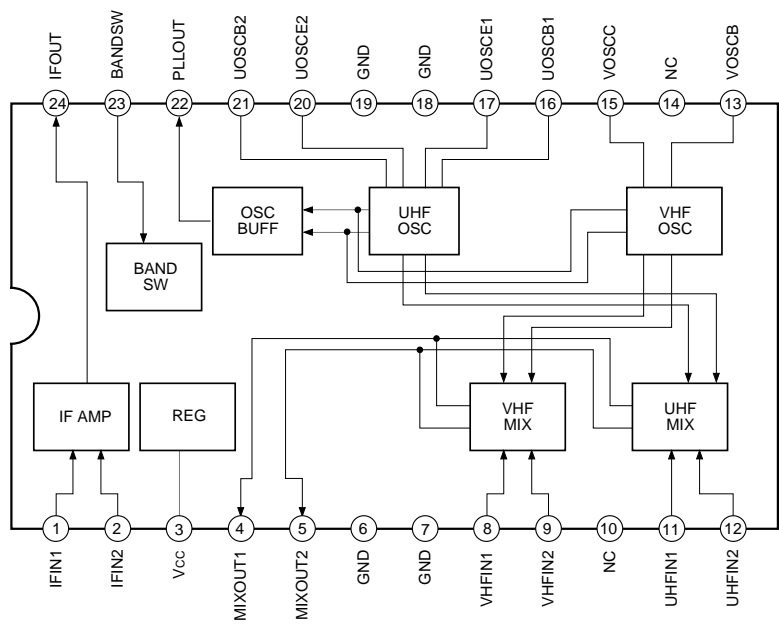 IFOUT
BANDSW
PLLOUT
UOSCB2
UOSCE2
GND
GND
UOSCE1
UOSCB1
VOSCC
NC
VOSCB
24
23
22
21
20
19
18
17
16
15
14
13
OSC
BUFF
UHF
OSC
VHF
OSC
BAND
SW
IF AMP
REG
VHF
MIX
UHF
MIX
1
2
3
4
5
6
7
8
9
10
11
12
IFIN1
IFIN2
Vcc
MIXOUT1
MIXOUT2
GND
GND
VHFIN1
VHFIN2
NC
UHFIN1
UHFIN2